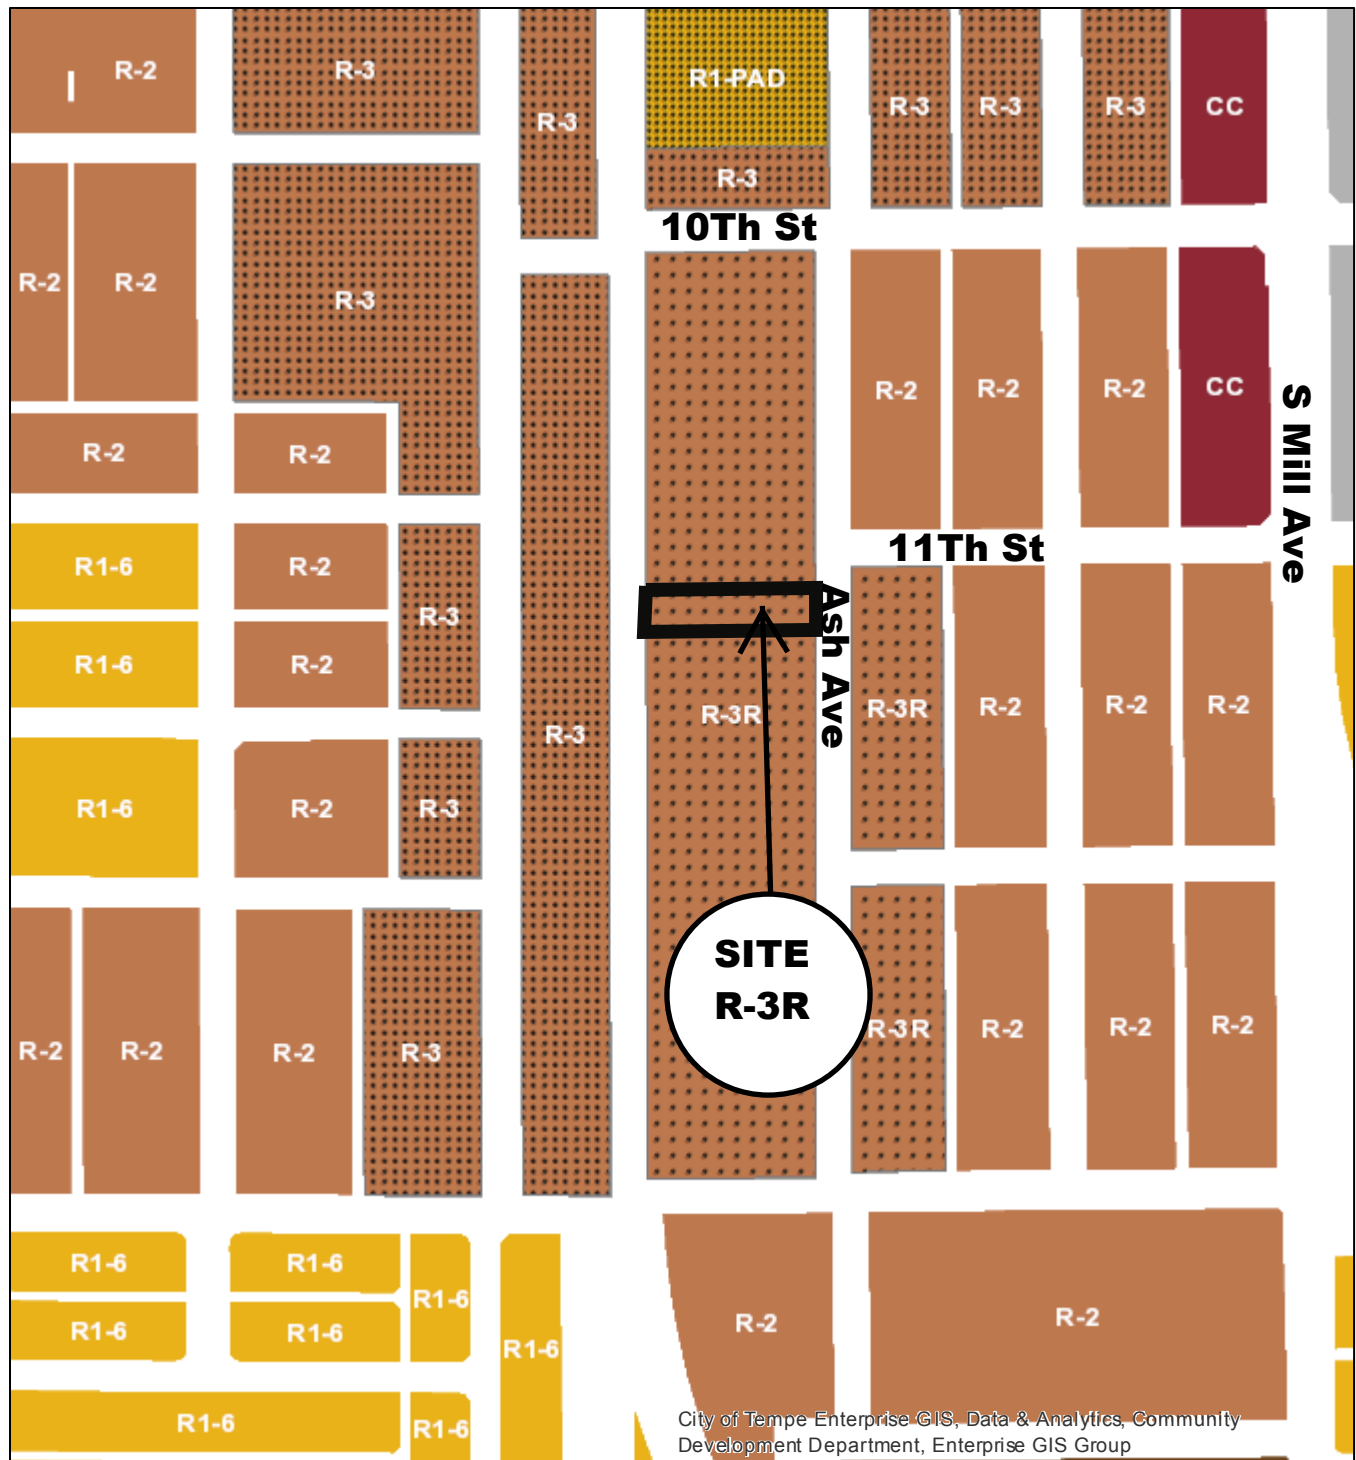 R-2
R-3
R-3
R1-PAD
R-3
R-3
R-3
R-3
CC
R-3
10Th St
R-2
R-2
R-3
R-2
R-2
R-2
CC
S Mill Ave
R-2
R-2
11Th St
R1-6
R-2
R-3
Ash Ave
R1-6
R-2
R-3
R-3R
R-3R
R-2
R-2
R-2
R1-6
R-2
R-3
SITE
R-3R
R-2
R-2
R-2
R-3
R-3R
R-2
R-2
R-2
R1-6
R1-6
R1-6
R1-6
R1-6
R1-6
R-2
R-2
R1-6
R1-6
City of Tempe Enterprise GIS, Data & Analytics, Community
Development Department, Enterprise GIS Group